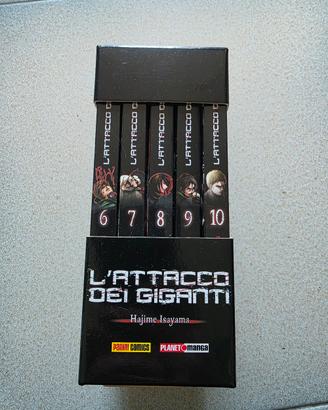 L'ATTACCO D
L'ATTACCO D
L'ATTACCO D
L'ATTACCO D
L'ATTACCO D
6 7 8 9 10
L'ATTACCO
DEI GIGANTI
Hajime Isayama
PANINI COMICS PLANET MANGA